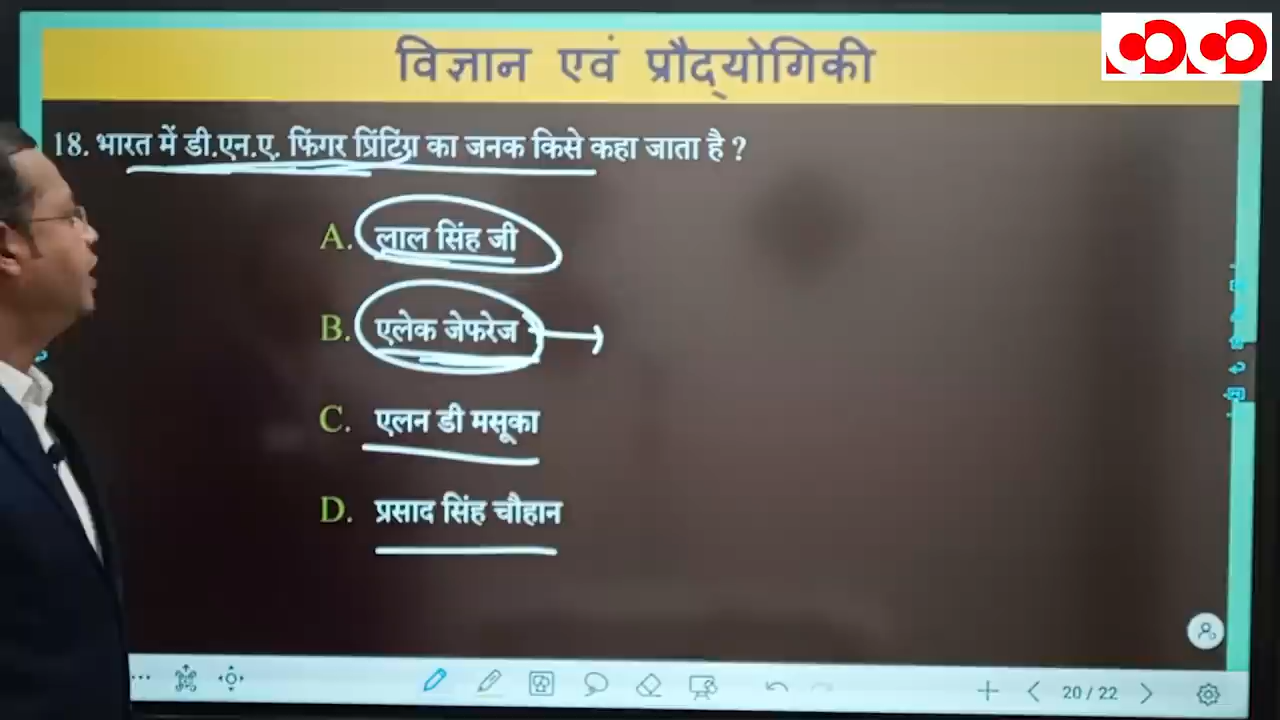 विज्ञान एवं प्रौद्योगिकी
18. भारत में डी.एन.ए. फिंगर प्रिंटिंग का जनक किसे कहा जाता है ?
A. लाल सिंह जी
B. एलेक जेफरेज
C. एलन डी मसूका
D. प्रसाद सिंह चौहान
20 / 22